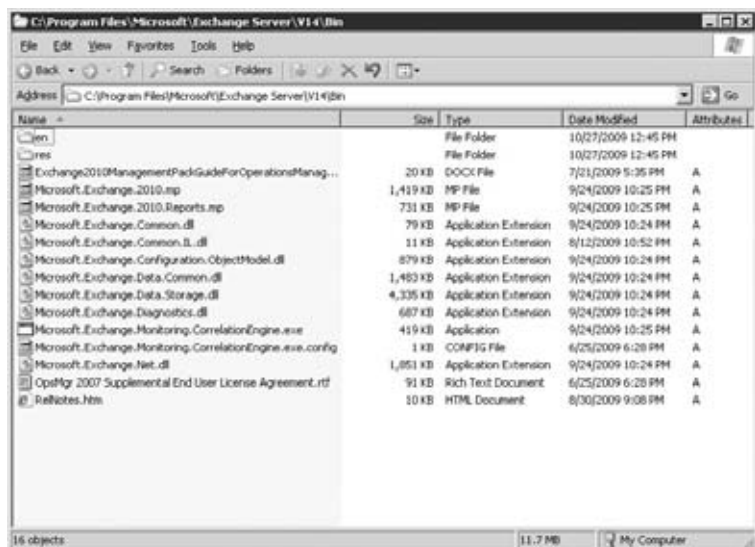 C:\Program Files\Microsoft\Exchange Server\V14\Bin
File Edit View Favorites Tools Help
Back Search Folders
Address C:\Program Files\Microsoft\Exchange Server\V14\Bin Go
Name Size Type Date Modified Attributes
en File Folder 10/27/2009 12:45 PM
res File Folder 10/27/2009 12:45 PM
Exchange2010ManagementPackGuideForOperationsManag... 20 KB DOCX File 7/21/2009 5:35 PM A
Microsoft.Exchange.2010.mp 1,419 KB MP File 9/24/2009 10:25 PM A
Microsoft.Exchange.2010.Reports.mp 731 KB MP File 9/24/2009 10:25 PM A
Microsoft.Exchange.Common.dll 79 KB Application Extension 9/24/2009 10:24 PM A
Microsoft.Exchange.Common.IL.dll 11 KB Application Extension 8/12/2009 10:52 PM A
Microsoft.Exchange.Configuration.ObjectModel.dll 879 KB Application Extension 9/24/2009 10:24 PM A
Microsoft.Exchange.Data.Common.dll 1,483 KB Application Extension 9/24/2009 10:24 PM A
Microsoft.Exchange.Data.Storage.dll 4,335 KB Application Extension 9/24/2009 10:24 PM A
Microsoft.Exchange.Diagnostics.dll 687 KB Application Extension 9/24/2009 10:24 PM A
Microsoft.Exchange.Monitoring.CorrelationEngine.exe 419 KB Application 9/24/2009 10:25 PM A
Microsoft.Exchange.Monitoring.CorrelationEngine.exe.config 1 KB CONFIG File 6/25/2009 6:28 PM A
Microsoft.Exchange.Net.dll 1,051 KB Application Extension 9/24/2009 10:24 PM A
OpsMgr 2007 Supplemental End User License Agreement.rtf 91 KB Rich Text Document 6/25/2009 6:28 PM A
RelNotes.htm 10 KB HTML Document 8/30/2009 9:08 PM A
16 objects 11.7 MB My Computer